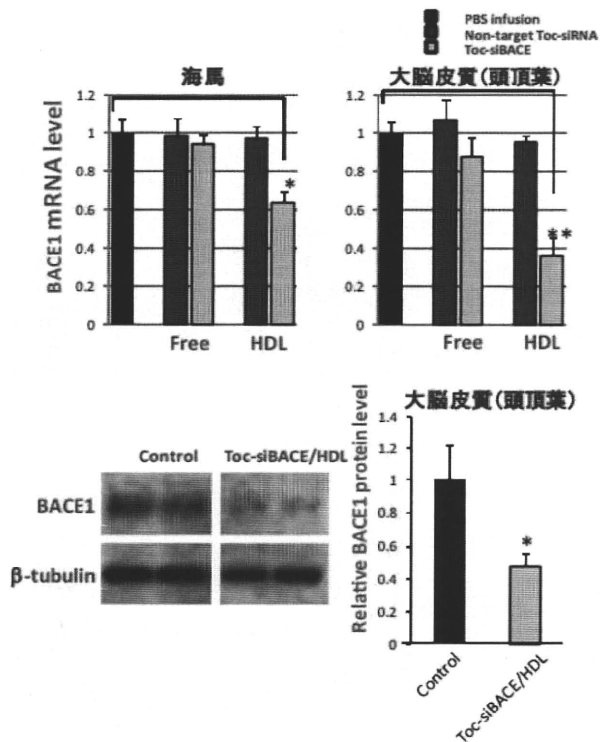 PBS infusion
Non-target Toc-siRNA
Toc-siBACE
海馬
大脳皮質(頭頂葉)
BACE1 mRNA level
1.2
1
0.8
0.6
0.4
0.2
0
*
Free
HDL
1.2
1
0.8
0.6
0.4
0.2
0
**
Free
HDL
Control
Toc-siBACE/HDL
BACE1
β-tubulin
大脳皮質(頭頂葉)
Relative BACE1 protein level
1.4
1.2
1
0.8
0.6
0.4
0.2
0
*
Control
Toc-siBACE/HDL